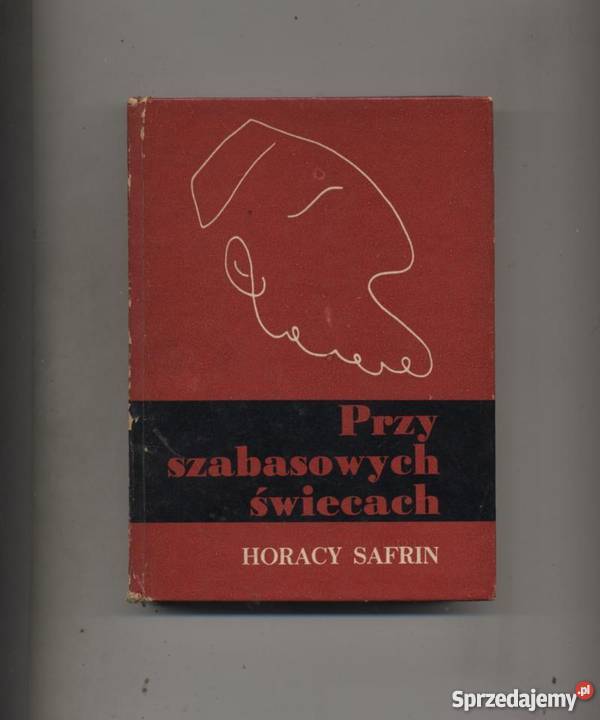 Przy
szabasowych
świecach
HORACY SAFRIN
Sprzedajemy.pl